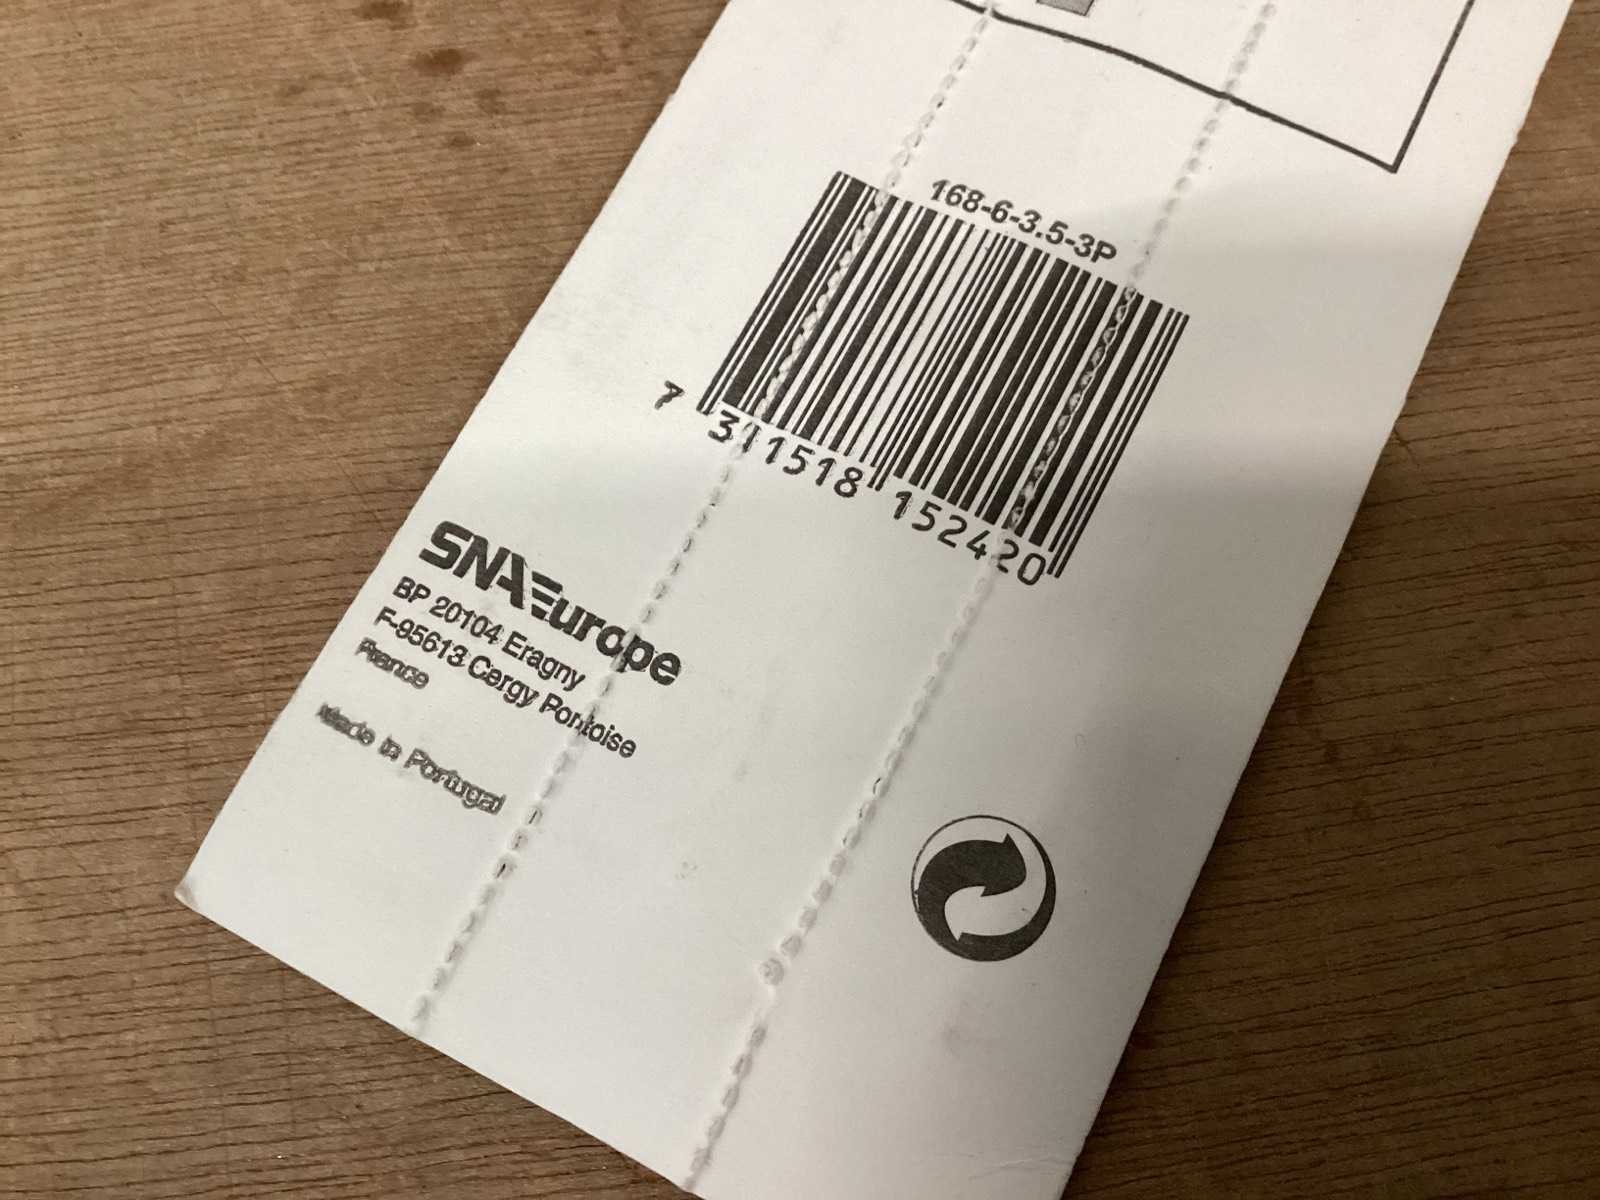 168-6-3.5-3P
7 311518 152420
SNA Europe
BP 20104 Eragny
F-95613 Cergy Pontoise
France
Made in Portugal